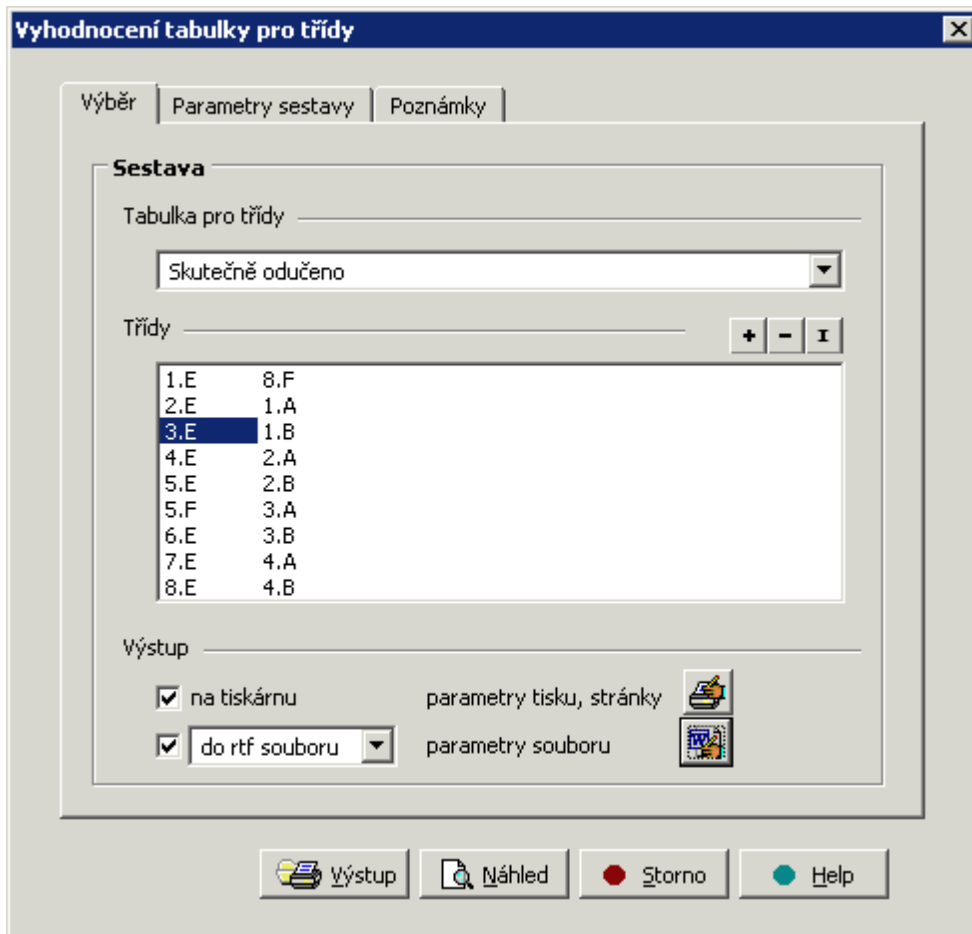 Vyhodnocení tabulky pro třídy
Výběr Parametry sestavy Poznámky
Sestava
Tabulka pro třídy
Skutečně odučeno
Třídy + - I
1.E 8.F
2.E 1.A
3.E 1.B
4.E 2.A
5.E 2.B
5.F 3.A
6.E 3.B
7.E 4.A
8.E 4.B
Výstup
na tiskárnu parametry tisku, stránky
do rtf souboru parametry souboru
Výstup Náhled Storno Help